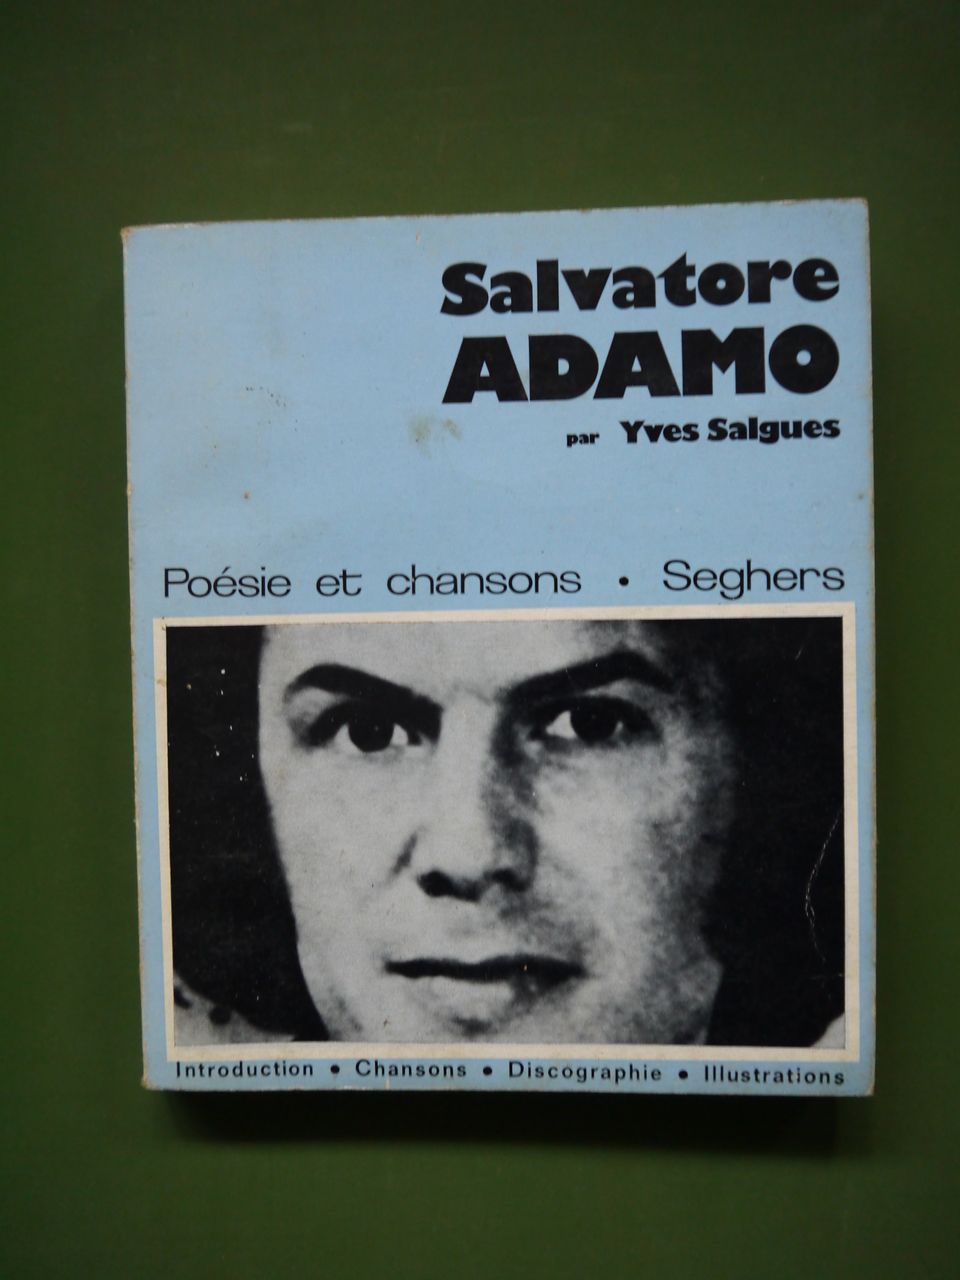 Salvatore
ADAMO
par Yves Salgues
Poésie et chansons • Seghers
Introduction • Chansons • Discographie • Illustrations